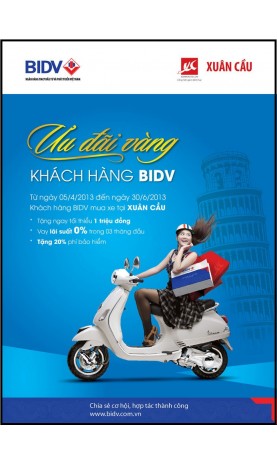 BIDV
NGÂN HÀNG ĐẦU TƯ VÀ PHÁT TRIỂN VIỆT NAM
XUÂN CẦU
Ưu đãi vàng
KHÁCH HÀNG BIDV
Từ ngày 05/4/2013 đến ngày 30/6/2013
Khách hàng BIDV mua xe tại XUÂN CẦU
• Tặng ngay tối thiểu 1 triệu đồng
• Vay lãi suất 0% trong 03 tháng đầu
• Tặng 20% phí bảo hiểm
Chia sẻ cơ hội, hợp tác thành công
www.bidv.com.vn